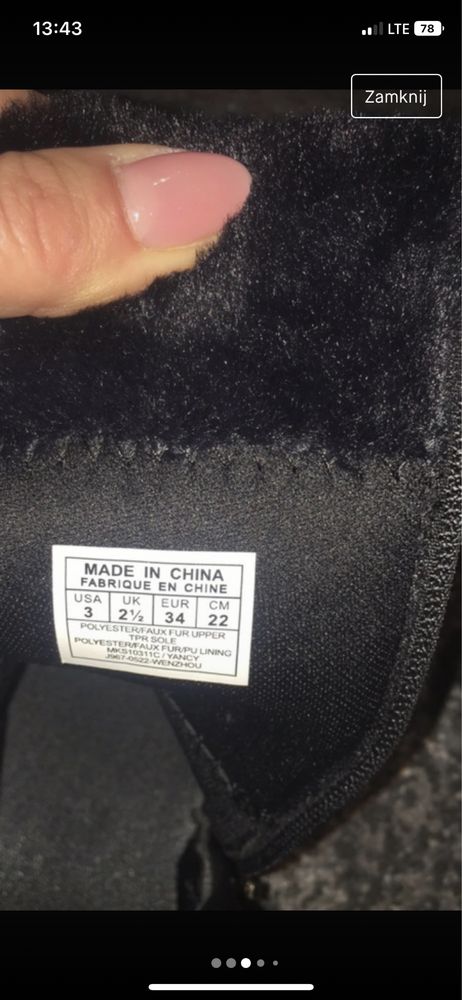 13:43
LTE 78
Zamknij
MADE IN CHINA
FABRIQUE EN CHINE
USA UK EUR CM
3 2½ 34 22
POLYESTER/FAUX FUR UPPER
TPR SOLE
POLYESTER/FAUX FUR/PU LINING
MKS10311C / YANCY
J967-0522-WENZHOU